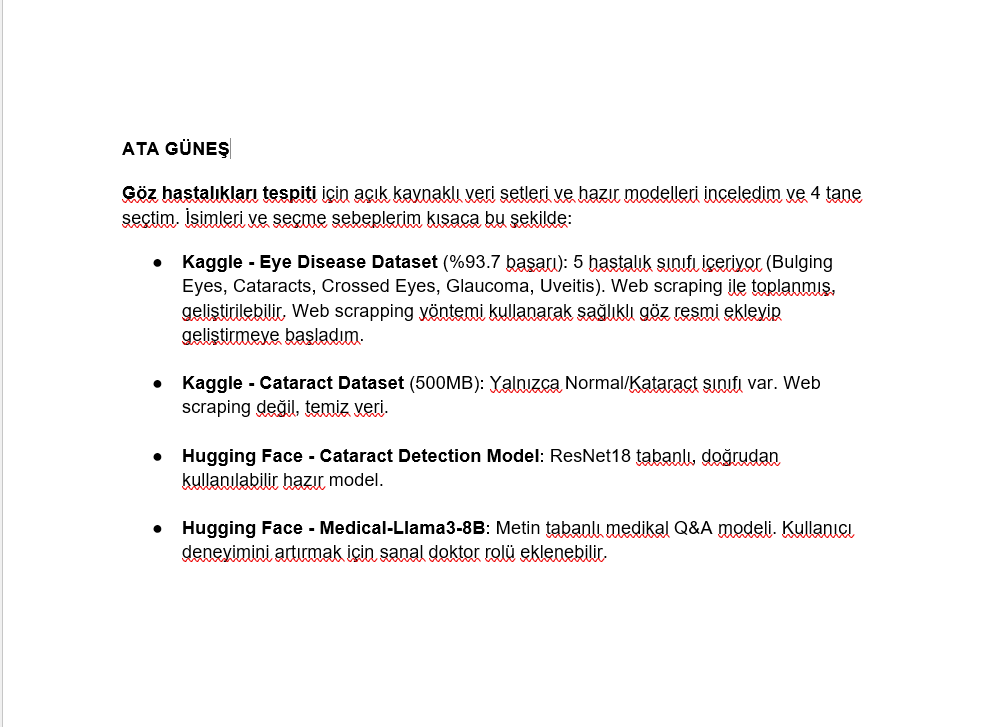 ATA GÜNEŞ
Göz hastalıkları tespiti için açık kaynaklı veri setleri ve hazır modelleri inceledim ve 4 tane
seçtim. İsimleri ve seçme sebeplerim kısaca bu şekilde:
● Kaggle - Eye Disease Dataset (%93.7 başarı): 5 hastalık sınıfı içeriyor (Bulging
Eyes, Cataracts, Crossed Eyes, Glaucoma, Uveitis). Web scraping ile toplanmış,
geliştirilebilir. Web scrapping yöntemi kullanarak sağlıklı göz resmi ekleyip
geliştirmeye başladım.
● Kaggle - Cataract Dataset (500MB): Yalnızca Normal/Kataract sınıfı var. Web
scraping değil, temiz veri.
● Hugging Face - Cataract Detection Model: ResNet18 tabanlı, doğrudan
kullanılabilir hazır model.
● Hugging Face - Medical-Llama3-8B: Metin tabanlı medikal Q&A modeli. Kullanıcı
deneyimini artırmak için sanal doktor rolü eklenebilir.